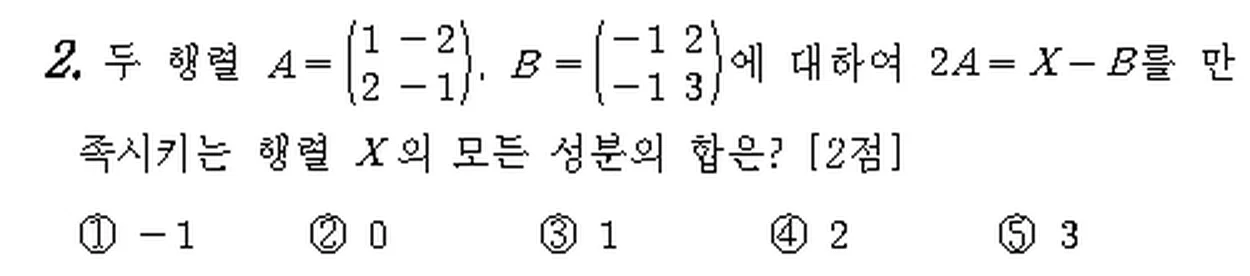 2. 두 행렬 A=(1 -2; 2 -1), B=(-1 2; -1 3)에 대하여 2A=X-B를 만
족시키는 행렬 X의 모든 성분의 합은? [2점]
① -1 ② 0 ③ 1 ④ 2 ⑤ 3